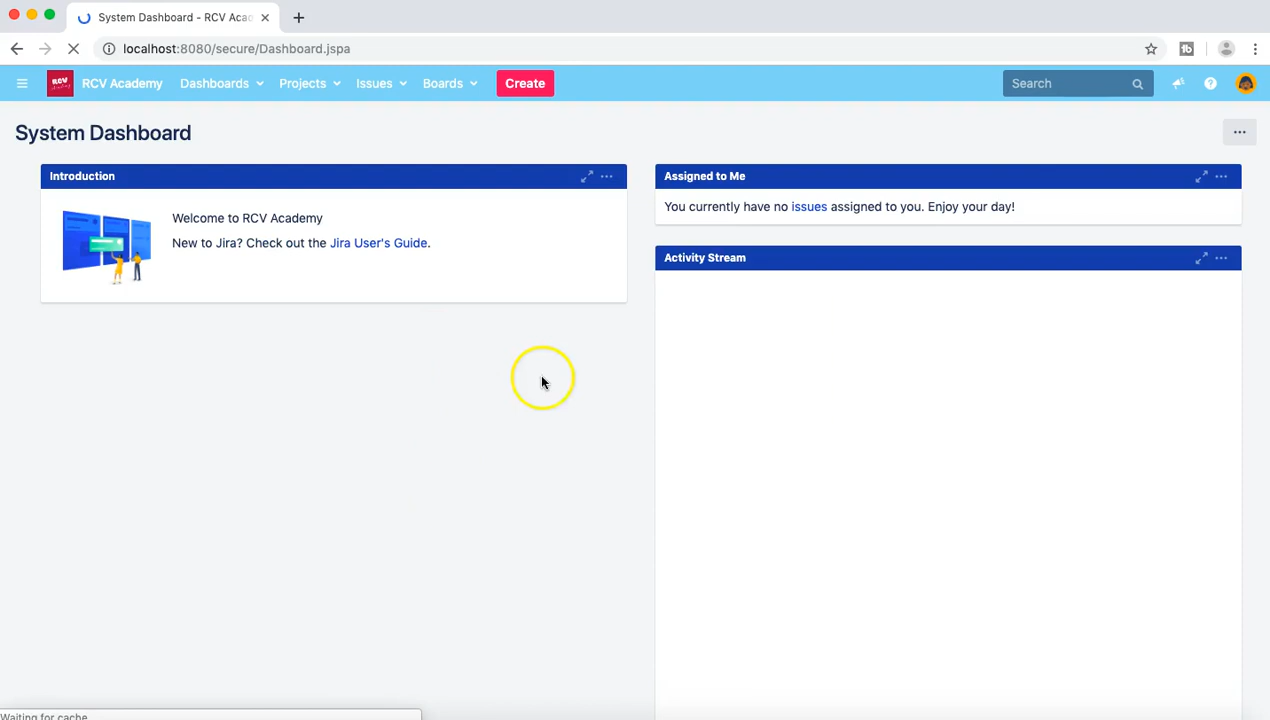 System Dashboard - RCV Acad
localhost:8080/secure/Dashboard.jspa
RCV Academy Dashboards Projects Issues Boards Create Search
System Dashboard
Introduction
Welcome to RCV Academy
New to Jira? Check out the Jira User's Guide.
Assigned to Me
You currently have no issues assigned to you. Enjoy your day!
Activity Stream
Waiting for cache